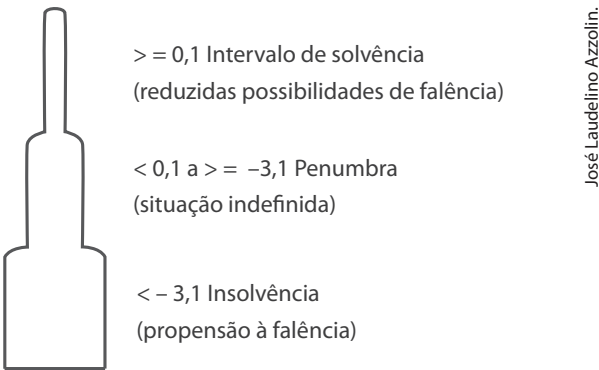 > = 0,1 Intervalo de solvência
(reduzidas possibilidades de falência)
< 0,1 a > = –3,1 Penumbra
(situação indefinida)
< – 3,1 Insolvência
(propensão à falência)
José Laudelino Azzolin.